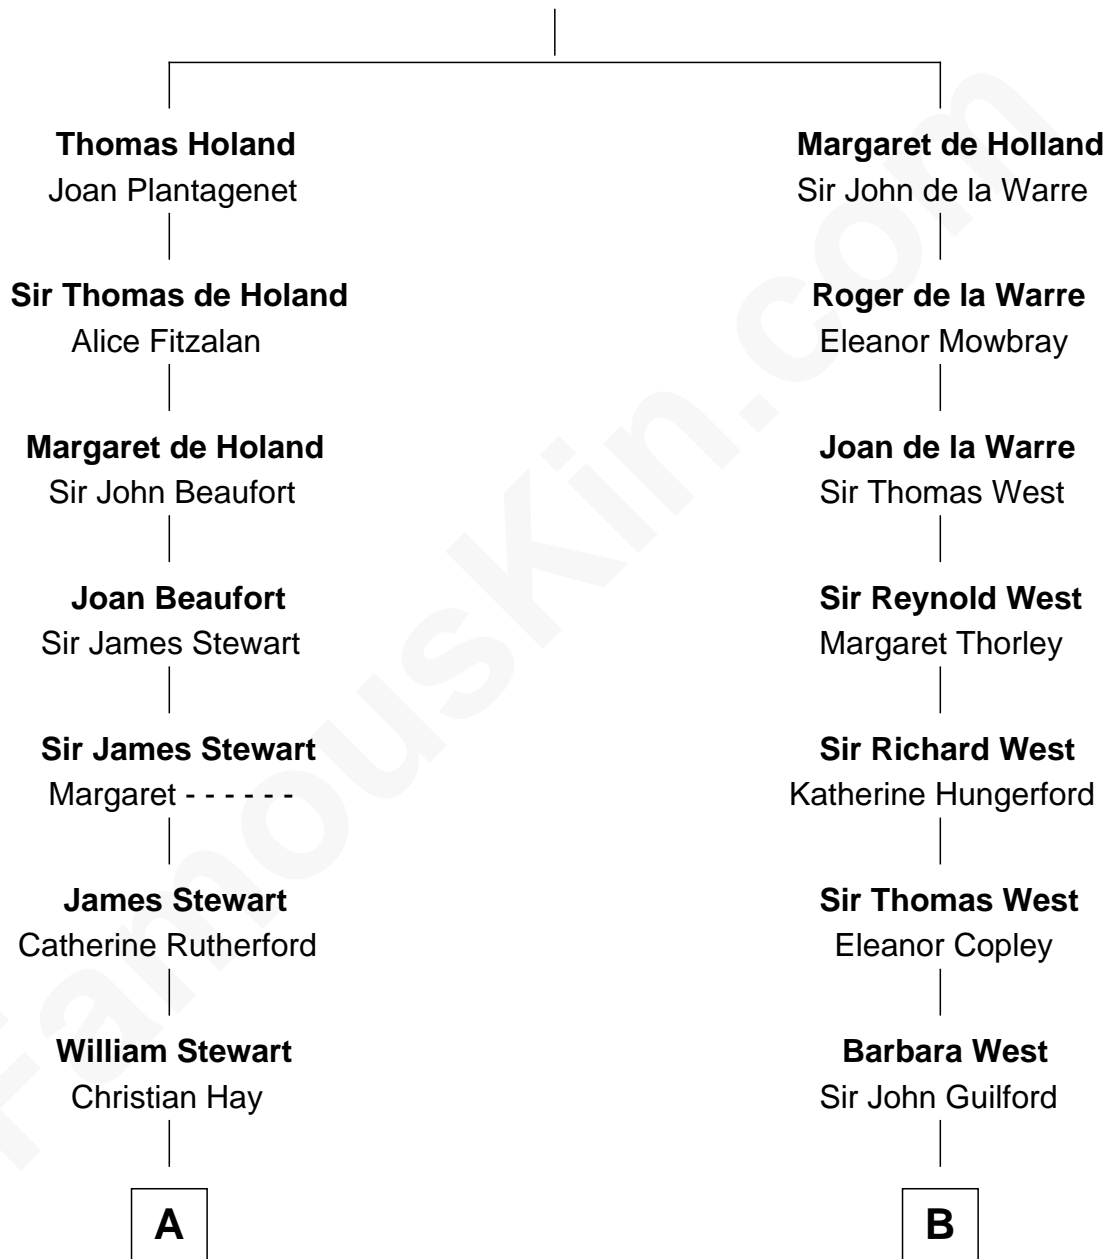 Thomas Holand
Joan Plantagenet
Sir Thomas de Holand
Alice Fitzalan
Margaret de Holand
Sir John Beaufort
Joan Beaufort
Sir James Stewart
Sir James Stewart
Margaret - - - - - -
James Stewart
Catherine Rutherford
William Stewart
Christian Hay
A
Margaret de Holland
Sir John de la Warre
Roger de la Warre
Eleanor Mowbray
Joan de la Warre
Sir Thomas West
Sir Reynold West
Margaret Thorley
Sir Richard West
Katherine Hungerford
Sir Thomas West
Eleanor Copley
Barbara West
Sir John Guilford
B
FamousKin.com